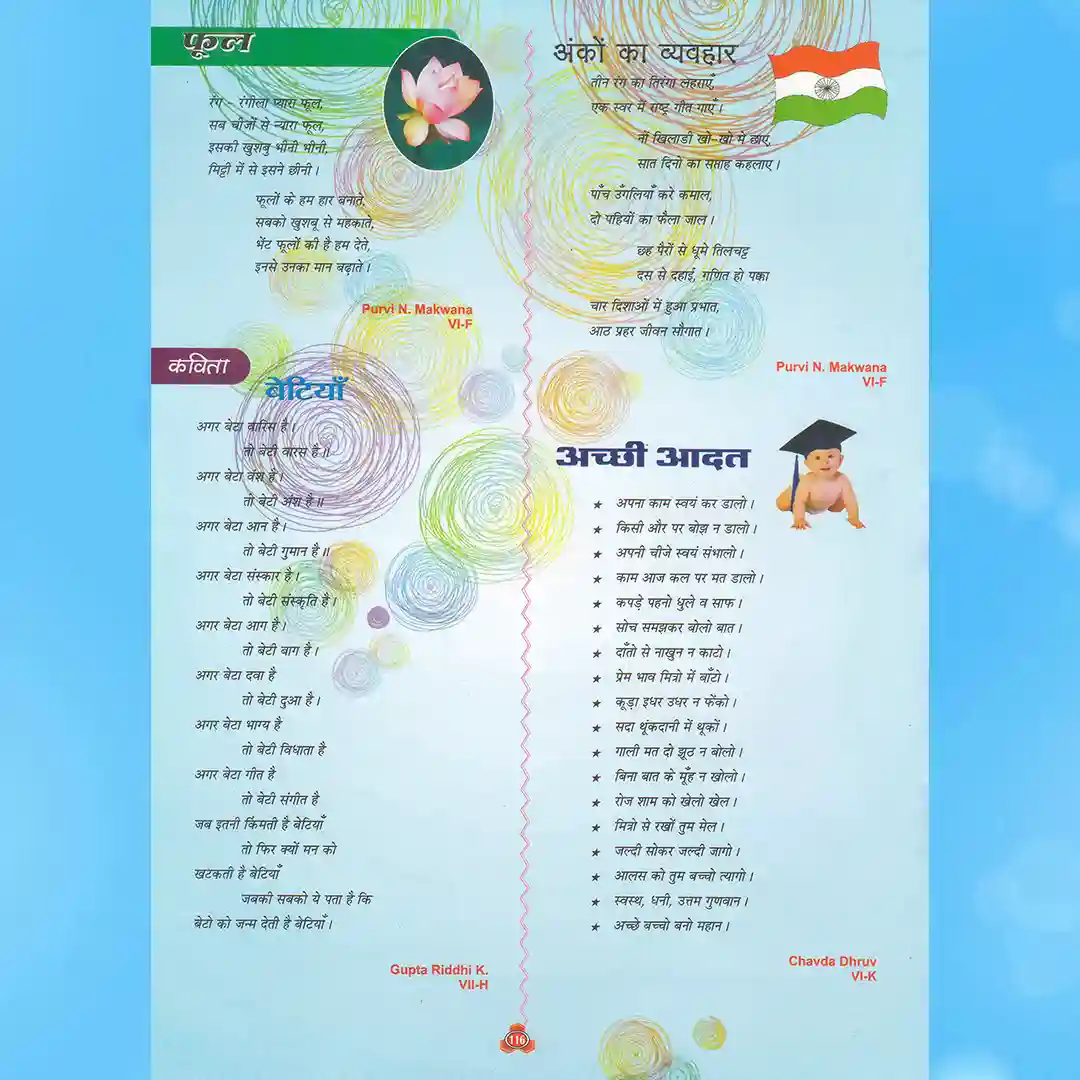 फूल
रंग - रंगीला प्यारा फूल,
सब चीजों से न्यारा फूल,
इसकी खुशबु भीनी भीनी,
मिट्टी में से इसने छीनी।
फूलों के हम हार बनाते,
सबको खुशबू से महकाते,
भेंट फूलों की है हम देते,
इनसे उनका मान बढ़ाते।
Purvi N. Makwana
VI-F
कविता
बेटियाँ
अगर बेटा वारिस है।
तो बेटी वारस है॥
अगर बेटा वंश है।
तो बेटी अंश है॥
अगर बेटा आन है।
तो बेटी गुमान है॥
अगर बेटा संस्कार है।
तो बेटी संस्कृति है।
अगर बेटा आग है।
तो बेटी बाग है।
अगर बेटा दवा है
तो बेटी दुआ है।
अगर बेटा भाग्य है
तो बेटी विधाता है
अगर बेटा गीत है
तो बेटी संगीत है
जब इतनी किंमती है बेटियाँ
तो फिर क्यों मन को
खटकती है बेटियाँ
जबकी सबको ये पता है कि
बेटो को जन्म देती है बेटियाँ।
Gupta Riddhi K.
VII-H
अंकों का व्यवहार
तीन रंग का तिरंगा लहराएँ,
एक स्वर में राष्ट्र गीत गाएँ।
नौं खिलाडी खो-खो में छाए,
सात दिनों का सप्ताह कहलाए।
पाँच उँगलियाँ करे कमाल,
दो पहियों का फैला जाल।
छह पैरों से धूमे तिलचट्ट
दस से दहाई, गणित हो पक्का
चार दिशाओं में हुआ प्रभात,
आठ प्रहर जीवन सौगात।
Purvi N. Makwana
VI-F
अच्छी आदत
★ अपना काम स्वयं कर डालो।
★ किसी और पर बोझ न डालो।
★ अपनी चीजे स्वयं संभालो।
★ काम आज कल पर मत डालो।
★ कपड़े पहनो धुले व साफ।
★ सोच समझकर बोलो बात।
★ दाँतो से नाखुन न काटो।
★ प्रेम भाव मित्रो में बाँटो।
★ कूड़ा इधर उधर न फेंको।
★ सदा थूंकदानी में थूकों।
★ गाली मत दो झूठ न बोलो।
★ बिना बात के मूँह न खोलो।
★ रोज शाम को खेलो खेल।
★ मित्रो से रखों तुम मेल।
★ जल्दी सोकर जल्दी जागो।
★ आलस को तुम बच्चो त्यागो।
★ स्वस्थ, धनी, उत्तम गुणवान।
★ अच्छे बच्चो बनो महान।
Chavda Dhruv
VI-K
116